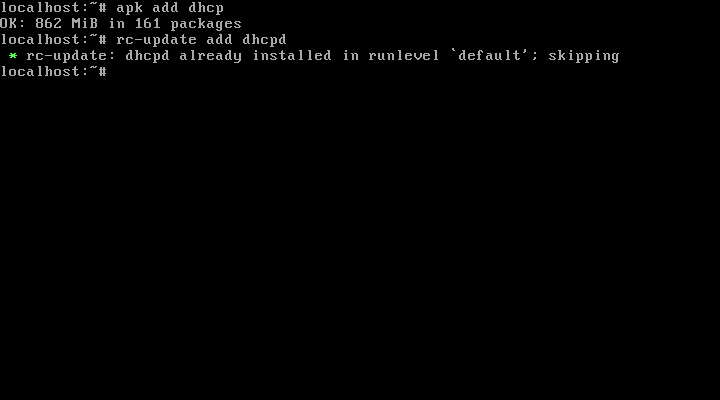 localhost:~# apk add dhcp
OK: 862 MiB in 161 packages
localhost:~# rc-update add dhcpd
 * rc-update: dhcpd already installed in runlevel `default'; skipping
localhost:~#